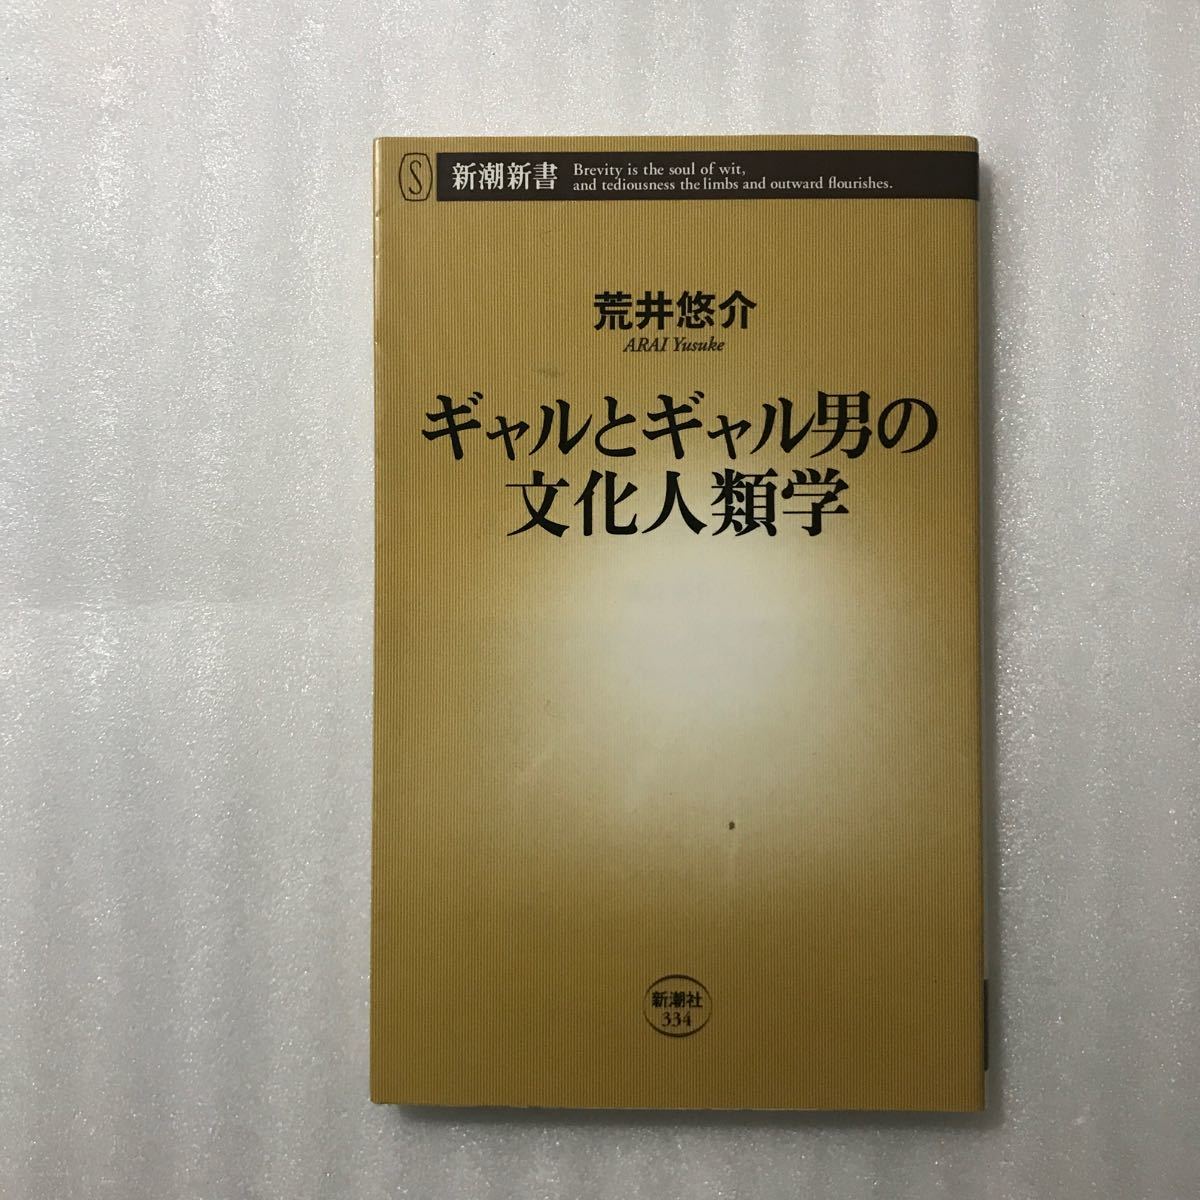 S
新潮新書
Brevity is the soul of wit,
and tediousness the limbs and outward flourishes.
荒井悠介
ARAI Yusuke
ギャルとギャル男の
文化人類学
新潮社
334